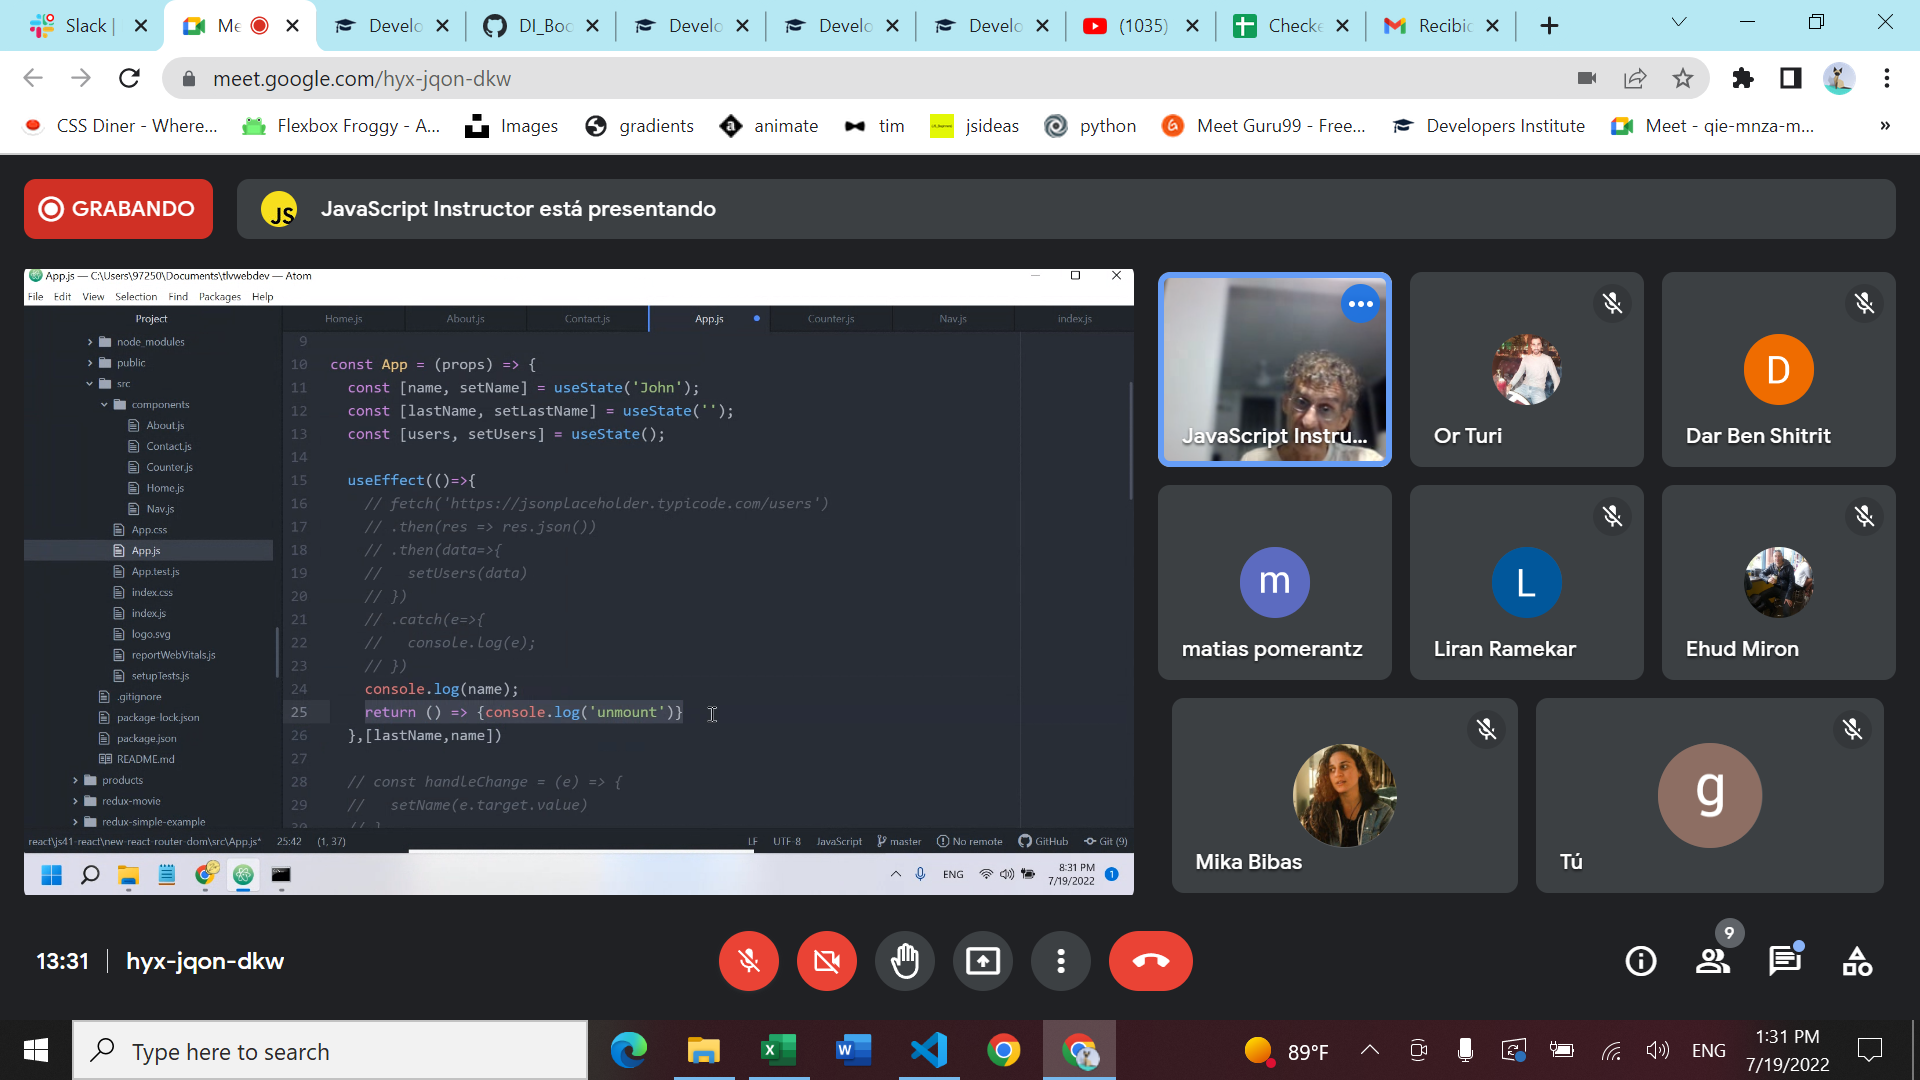 Slack |
Me
Develo
DI_Boo
Develo
Develo
Develo
(1035)
Checke
Recibid
meet.google.com/hyx-jqon-dkw
CSS Diner - Where...
Flexbox Froggy - A...
Images
gradients
animate
tim
jsideas
python
Meet Guru99 - Free...
Developers Institute
Meet - qie-mnza-m...
»
GRABANDO
JS
JavaScript Instructor está presentando
App.js — C:\Users\97250\Documents\tlvwebdev — Atom
File Edit View Selection Find Packages Help
Project
Home.js
About.js
Contact.js
App.js
Counter.js
Nav.js
index.js
node_modules
public
src
components
About.js
Contact.js
Counter.js
Home.js
Nav.js
App.css
App.js
App.test.js
index.css
index.js
logo.svg
reportWebVitals.js
setupTests.js
.gitignore
package-lock.json
package.json
README.md
products
redux-movie
redux-simple-example
9
10 const App = (props) => {
11 const [name, setName] = useState('John');
12 const [lastName, setLastName] = useState('');
13 const [users, setUsers] = useState();
14
15 useEffect(()=>{
16 // fetch('https://jsonplaceholder.typicode.com/users')
17 // .then(res => res.json())
18 // .then(data=>{
19 // setUsers(data)
20 // })
21 // .catch(e=>{
22 // console.log(e);
23 // })
24 console.log(name);
25 return () => {console.log('unmount')}
26 },[lastName,name])
27
28 // const handleChange = (e) => {
29 // setName(e.target.value)
30 // }
react\js41-react\new-react-router-dom\src\App.js* 25:42 (1, 37)
LF UTF-8 JavaScript master No remote GitHub Git (9)
ENG
8:31 PM
7/19/2022
1
JavaScript Instru...
Or Turi
D
Dar Ben Shitrit
m
matias pomerantz
L
Liran Ramekar
Ehud Miron
Mika Bibas
g
Tú
13:31 | hyx-jqon-dkw
9
Type here to search
89°F
ENG
1:31 PM
7/19/2022